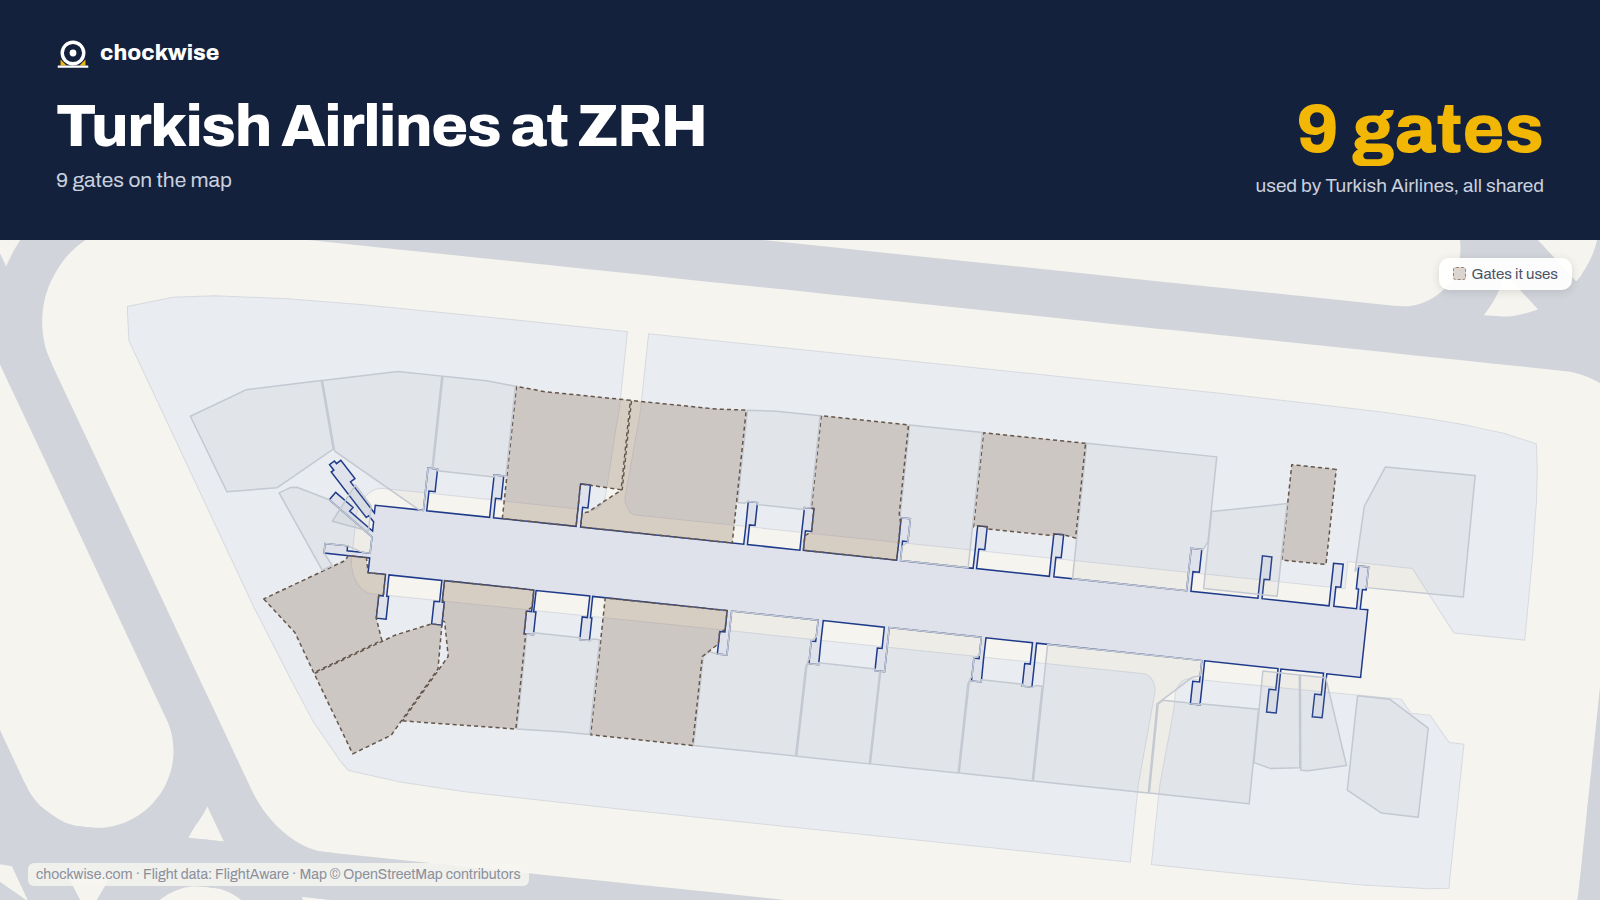 chockwise
Turkish Airlines at ZRH
9 gates on the map
9 gates
used by Turkish Airlines, all shared
Gates it uses
chockwise.com · Flight data: FlightAware · Map © OpenStreetMap contributors